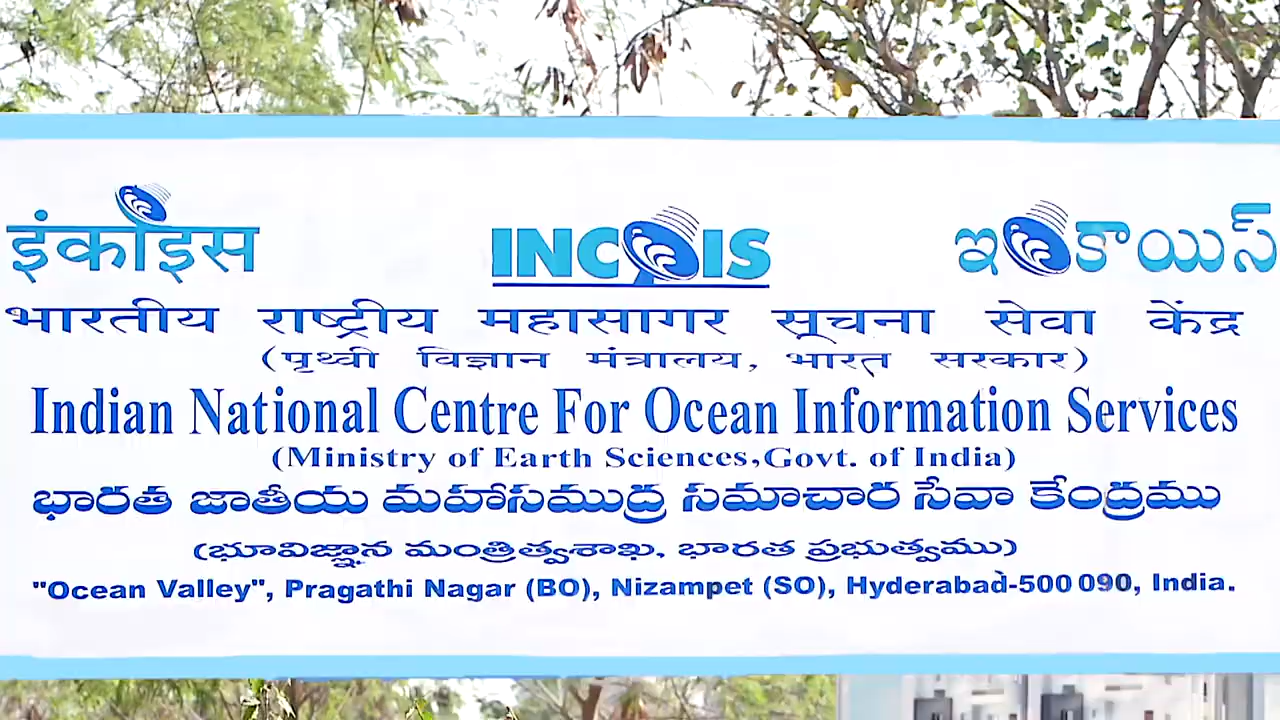 इंकाइस INCOIS ఇంకాయిస్
भारतीय राष्ट्रीय महासागर सूचना सेवा केंद्र
(पृथ्वी विज्ञान मंत्रालय, भारत सरकार)
Indian National Centre For Ocean Information Services
(Ministry of Earth Sciences,Govt. of India)
భారత జాతీయ మహాసముద్ర సమాచార సేవా కేంద్రము
(భూవిజ్ఞాన మంత్రిత్వశాఖ, భారత ప్రభుత్వము)
"Ocean Valley", Pragathi Nagar (BO), Nizampet (SO), Hyderabad-500 090, India.